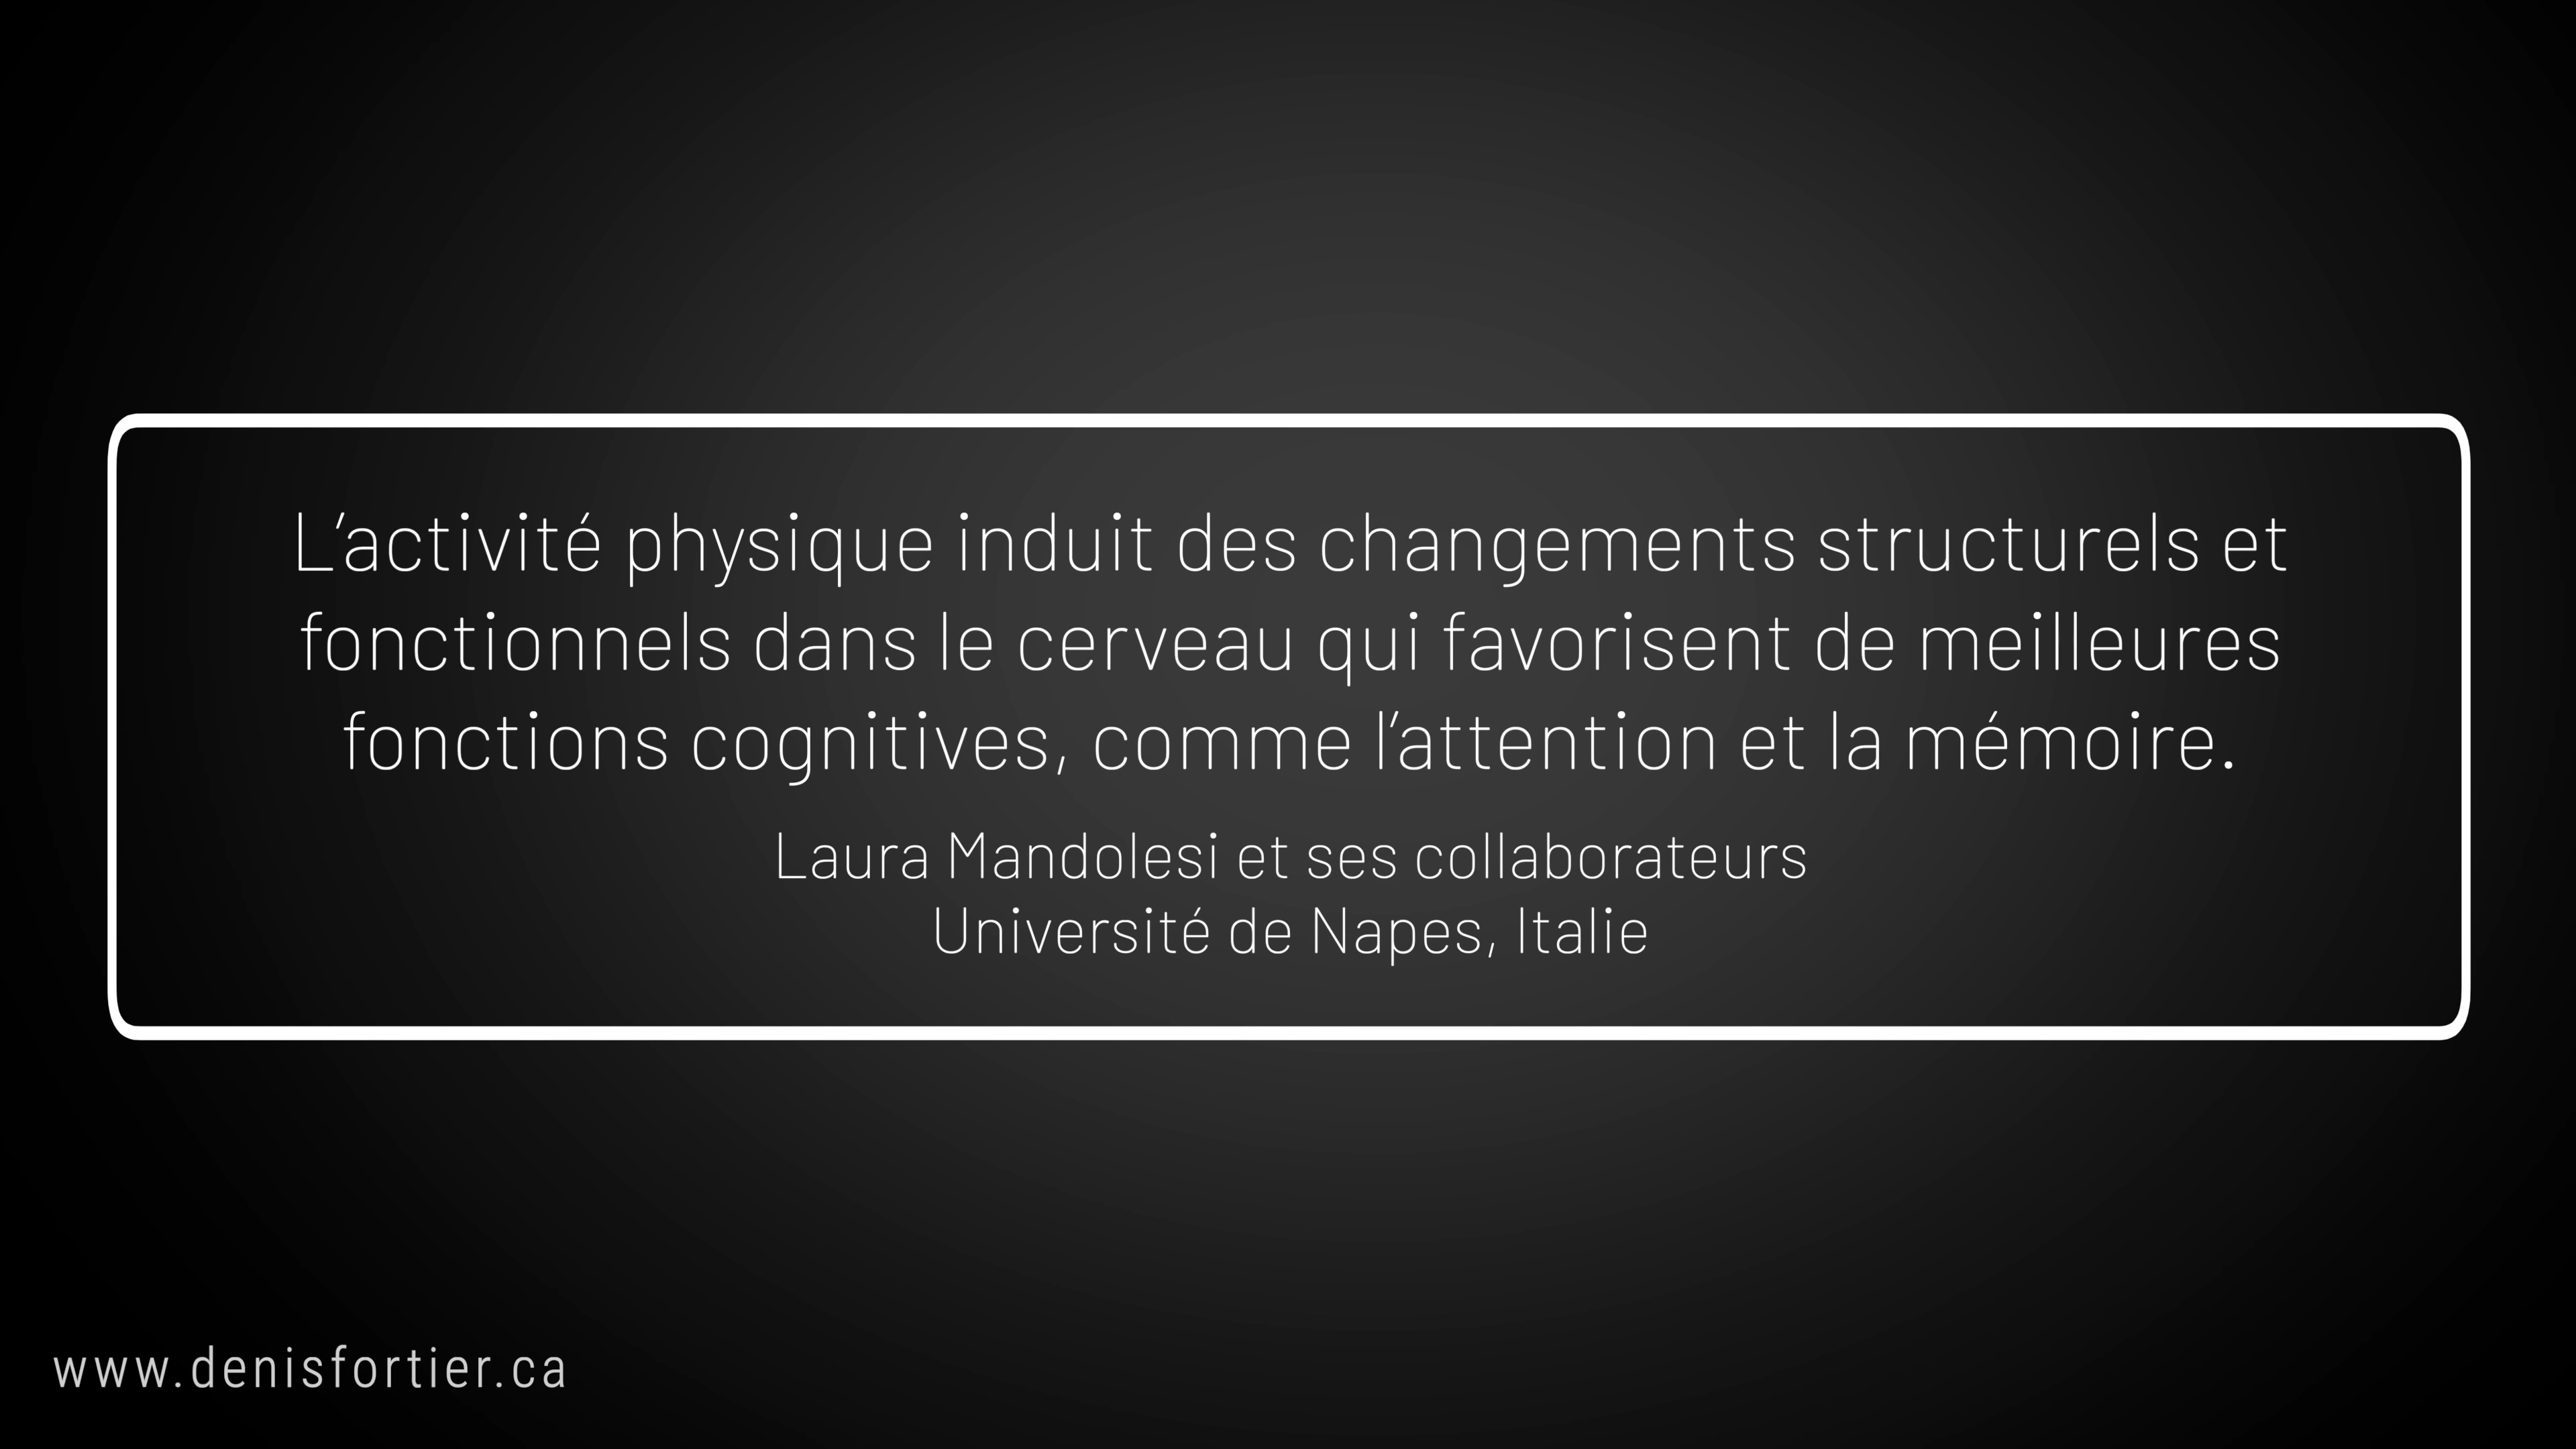 L’activité physique induit des changements structurels et
fonctionnels dans le cerveau qui favorisent de meilleures
fonctions cognitives, comme l’attention et la mémoire.
Laura Mandolesi et ses collaborateurs
Université de Napes, Italie
www.denisfortier.ca